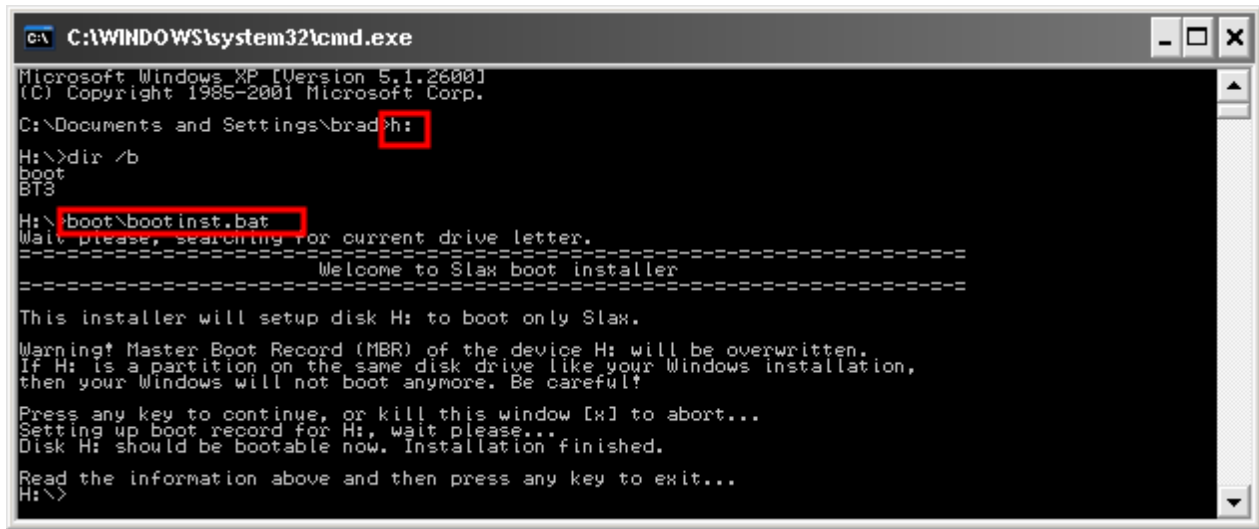 C:\WINDOWS\system32\cmd.exe
Microsoft Windows XP [Version 5.1.2600]
(C) Copyright 1985-2001 Microsoft Corp.
C:\Documents and Settings\brad>h:
H:\>dir /b
boot
BT3
H:\>boot\bootinst.bat
Wait please, searching for current drive letter.
-=-=-=-=-=-=-=-=-=-=-=-=-=-=-=-=-=-=-=-=-=-=-=-=-=-=-=-=-=-=-=-=-=-=-=-=-=-=-=
Welcome to Slax boot installer
-=-=-=-=-=-=-=-=-=-=-=-=-=-=-=-=-=-=-=-=-=-=-=-=-=-=-=-=-=-=-=-=-=-=-=-=-=-=-=
This installer will setup disk H: to boot only Slax.
Warning! Master Boot Record (MBR) of the device H: will be overwritten.
If H: is a partition on the same disk drive like your Windows installation,
then your Windows will not boot anymore. Be careful!
Press any key to continue, or kill this window [x] to abort...
Setting up boot record for H:, wait please...
Disk H: should be bootable now. Installation finished.
Read the information above and then press any key to exit...
H:\>